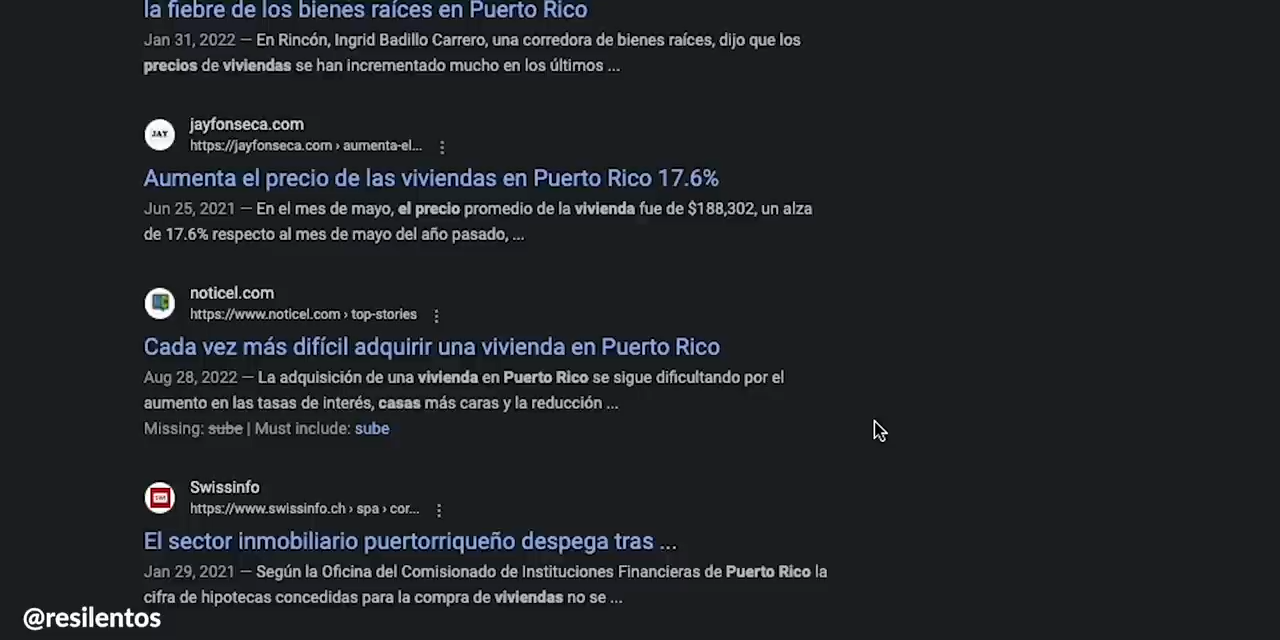 la fiebre de los bienes raíces en Puerto Rico
Jan 31, 2022 — En Rincón, Ingrid Badillo Carrero, una corredora de bienes raíces, dijo que los
precios de viviendas se han incrementado mucho en los últimos ...
JAY
jayfonseca.com
https://jayfonseca.com › aumenta-el...
Aumenta el precio de las viviendas en Puerto Rico 17.6%
Jun 25, 2021 — En el mes de mayo, el precio promedio de la vivienda fue de $188,302, un alza
de 17.6% respecto al mes de mayo del año pasado, ...
noticel.com
https://www.noticel.com › top-stories
Cada vez más difícil adquirir una vivienda en Puerto Rico
Aug 28, 2022 — La adquisición de una vivienda en Puerto Rico se sigue dificultando por el
aumento en las tasas de interés, casas más caras y la reducción ...
Missing: sube | Must include: sube
SWI
Swissinfo
https://www.swissinfo.ch › spa › cor...
El sector inmobiliario puertorriqueño despega tras ...
Jan 29, 2021 — Según la Oficina del Comisionado de Instituciones Financieras de Puerto Rico la
cifra de hipotecas concedidas para la compra de viviendas no se ...
@resilentos